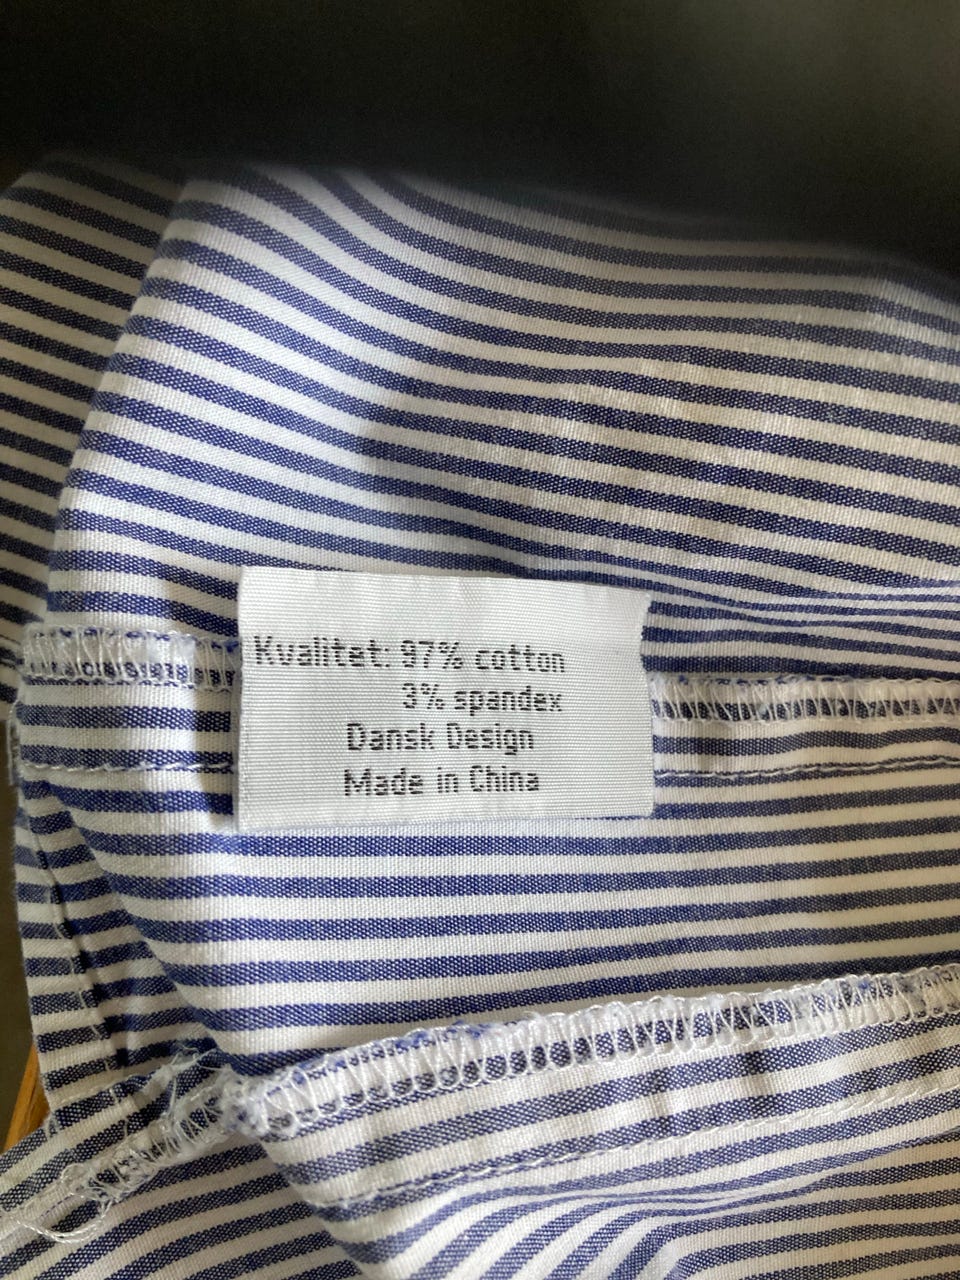 Kvalitet: 97% cotton
3% spandex
Dansk Design
Made in China